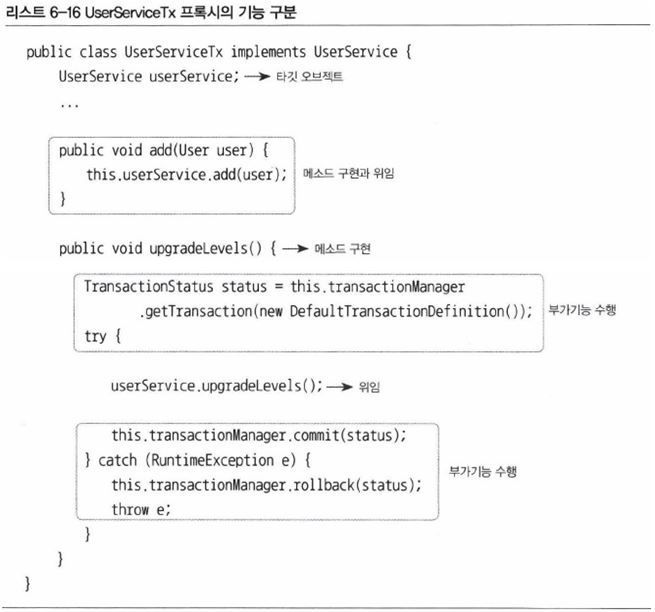 리스트 6-16 UserServiceTx 프록시의 기능 구분
public class UserServiceTx implements UserService {
UserService userService; → 타깃 오브젝트
...
public void add(User user) {
this.userService.add(user); 메소드 구현과 위임
}
public void upgradeLevels() { → 메소드 구현
TransactionStatus status = this.transactionManager
.getTransaction(new DefaultTransactionDefinition()); 부가기능 수행
try {
userService.upgradeLevels(); → 위임
this.transactionManager.commit(status);
} catch (RuntimeException e) {
this.transactionManager.rollback(status); 부가기능 수행
throw e;
}
}
}